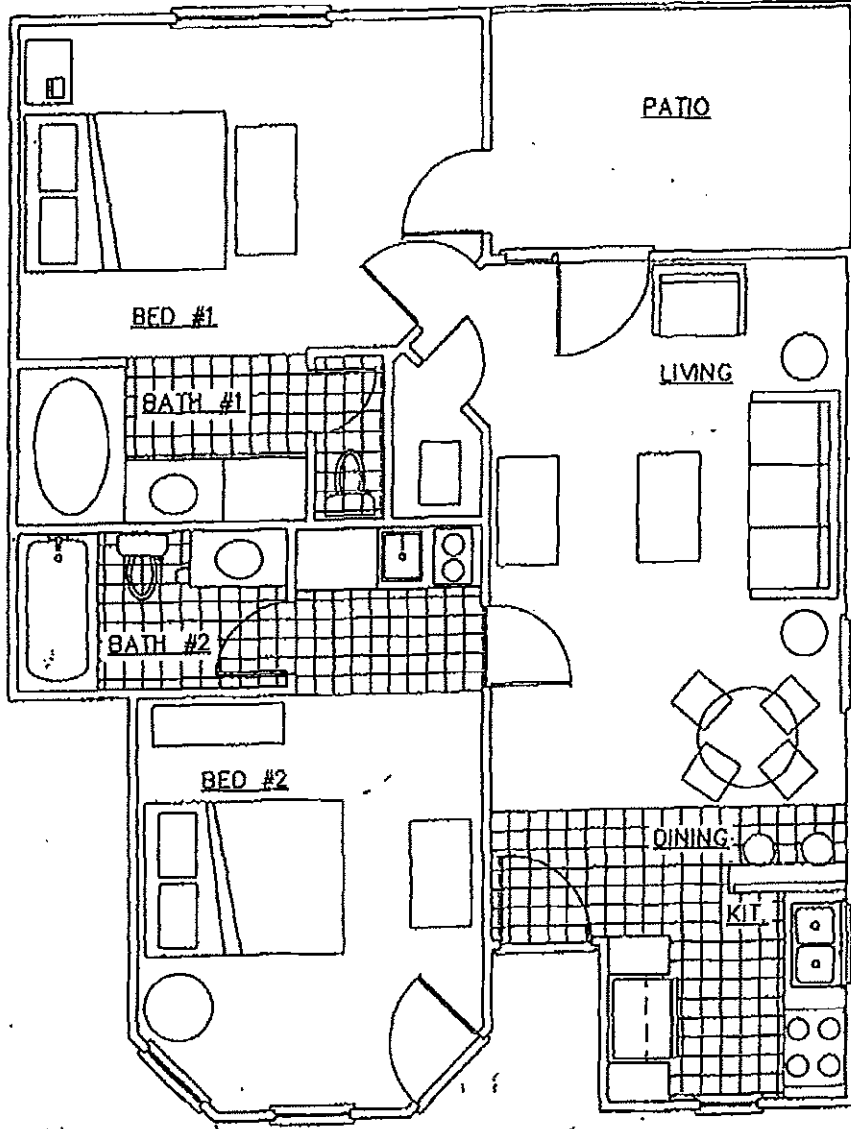 PATIO
BED #1
LIVING
BATH #1
BATH #2
BED #2
DINING
KIT.